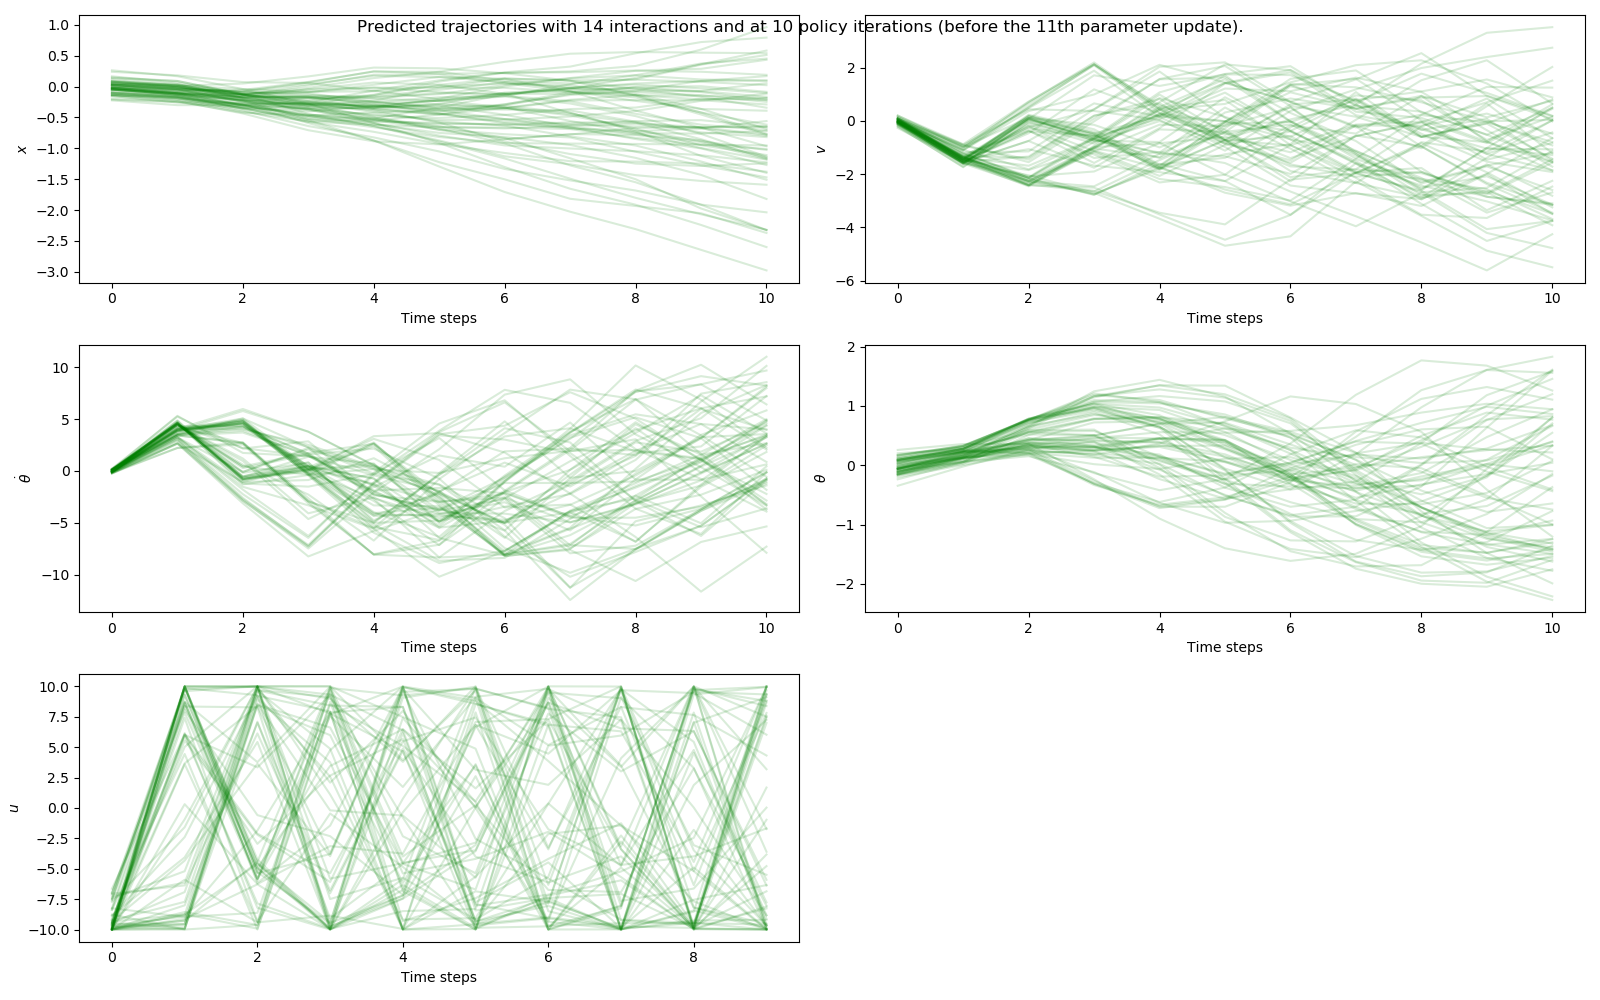 Predicted trajectories with 14 interactions and at 10 policy iterations (before the 11th parameter update).
1.0
0.5
0.0
−0.5
−1.0
−1.5
−2.0
−2.5
−3.0
x
0 2 4 6 8 10
Time steps
2
0
−2
−4
−6
v
0 2 4 6 8 10
Time steps
10
5
0
−5
−10
θ̇
0 2 4 6 8 10
Time steps
2
1
0
−1
−2
θ
0 2 4 6 8 10
Time steps
10.0
7.5
5.0
2.5
0.0
−2.5
−5.0
−7.5
−10.0
u
0 2 4 6 8
Time steps